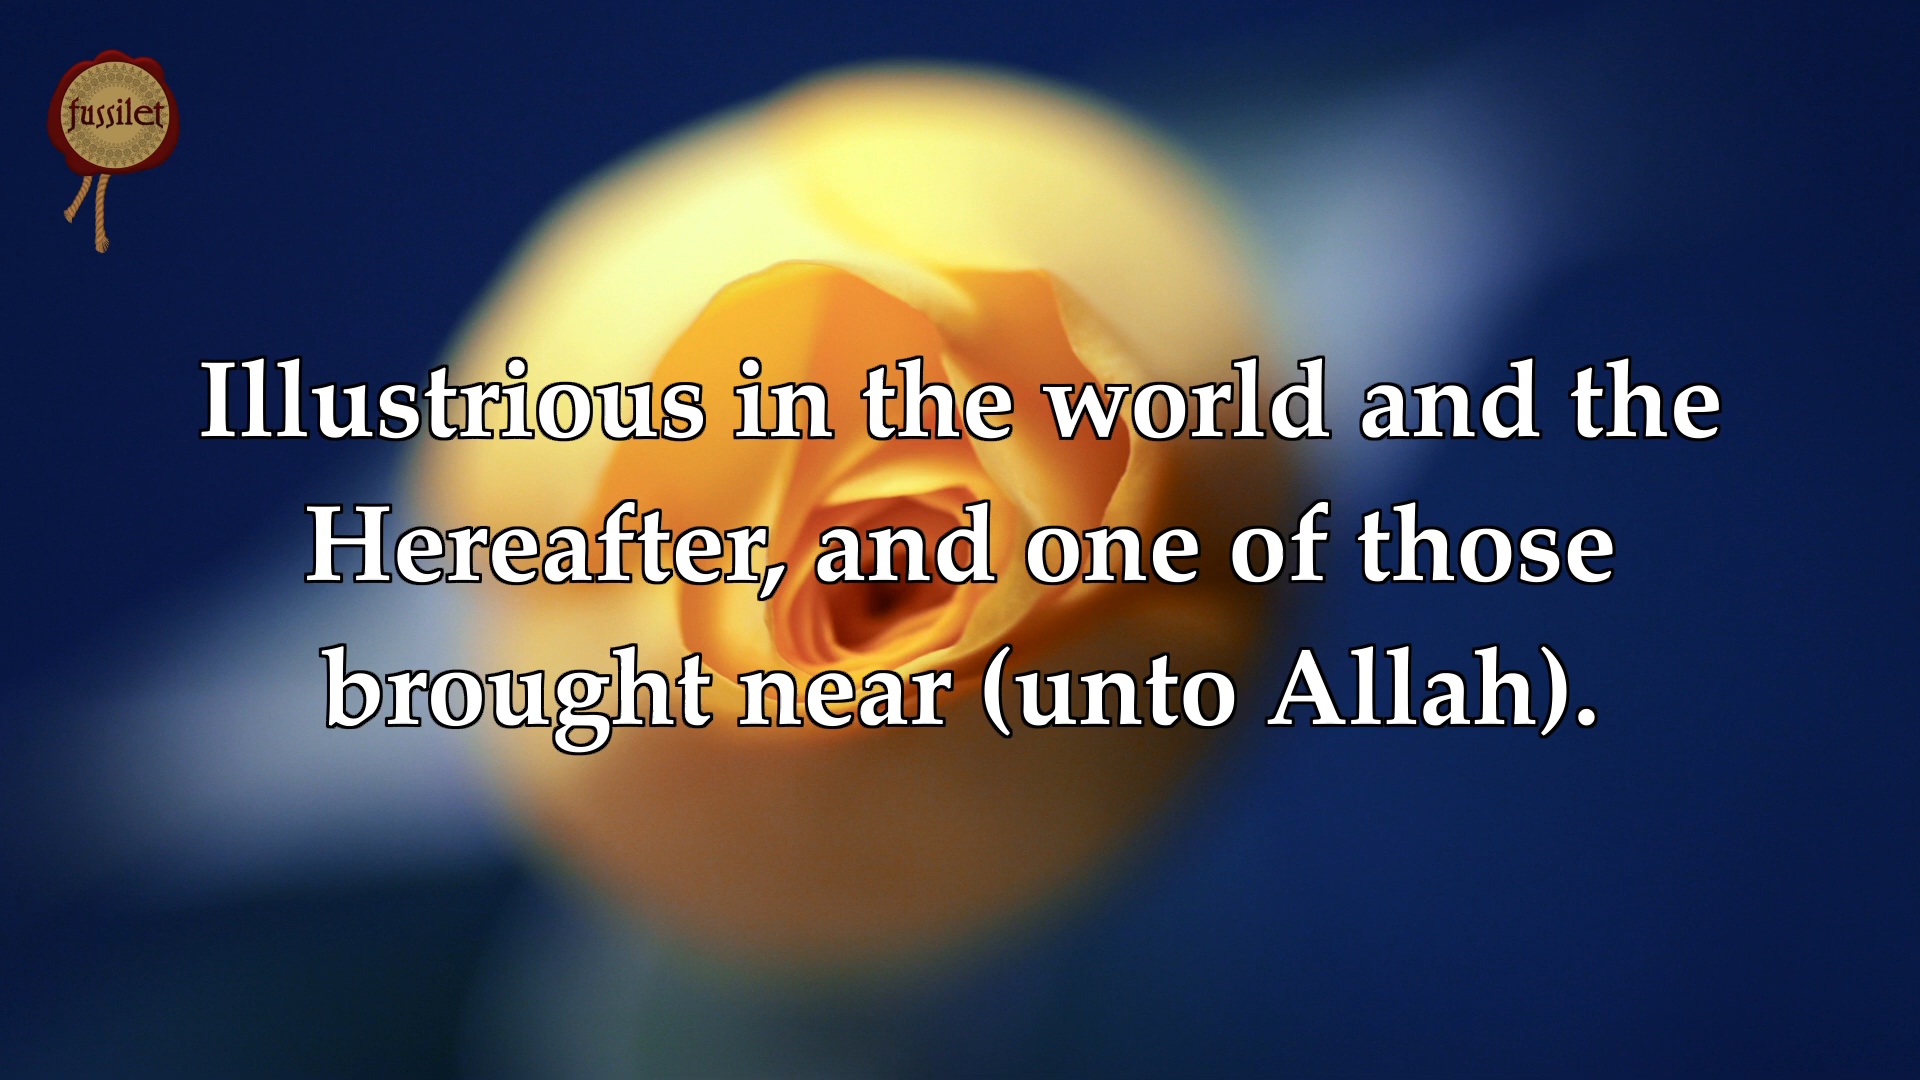 fussilet
Illustrious in the world and the
Hereafter, and one of those
brought near (unto Allah).